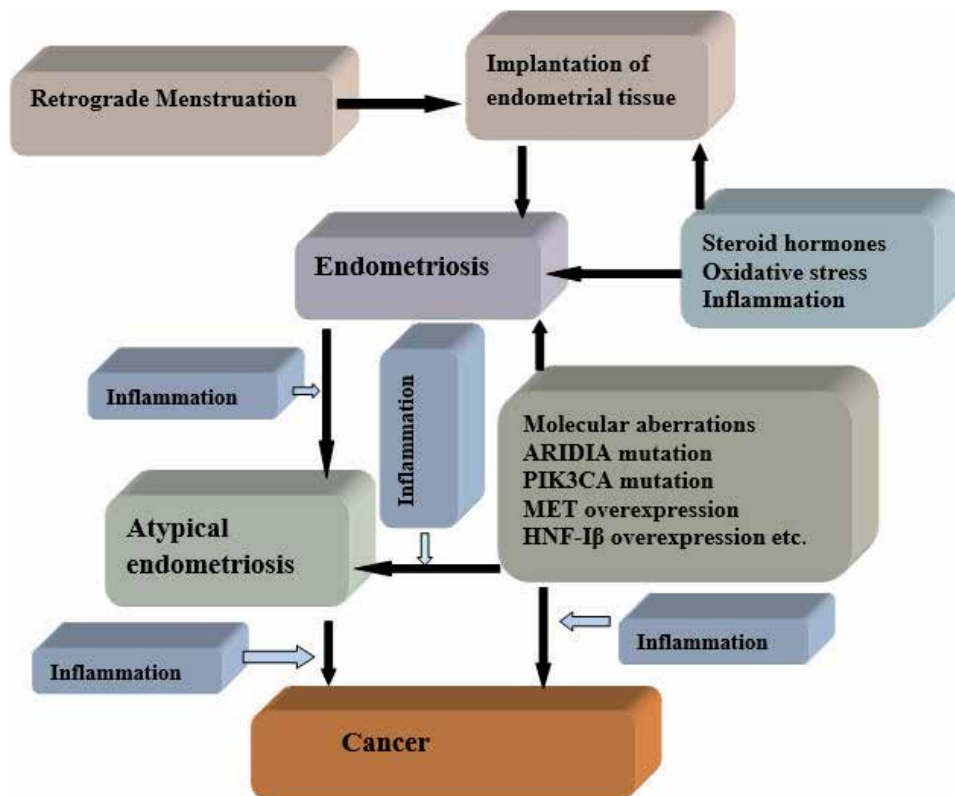 Retrograde Menstruation
Implantation of
endometrial tissue
Steroid hormones
Oxidative stress
Inflammation
Endometriosis
Inflammation
Inflammation
Molecular aberrations
ARIDIA mutation
PIK3CA mutation
MET overexpression
HNF-Iβ overexpression etc.
Atypical
endometriosis
Inflammation
Inflammation
Cancer